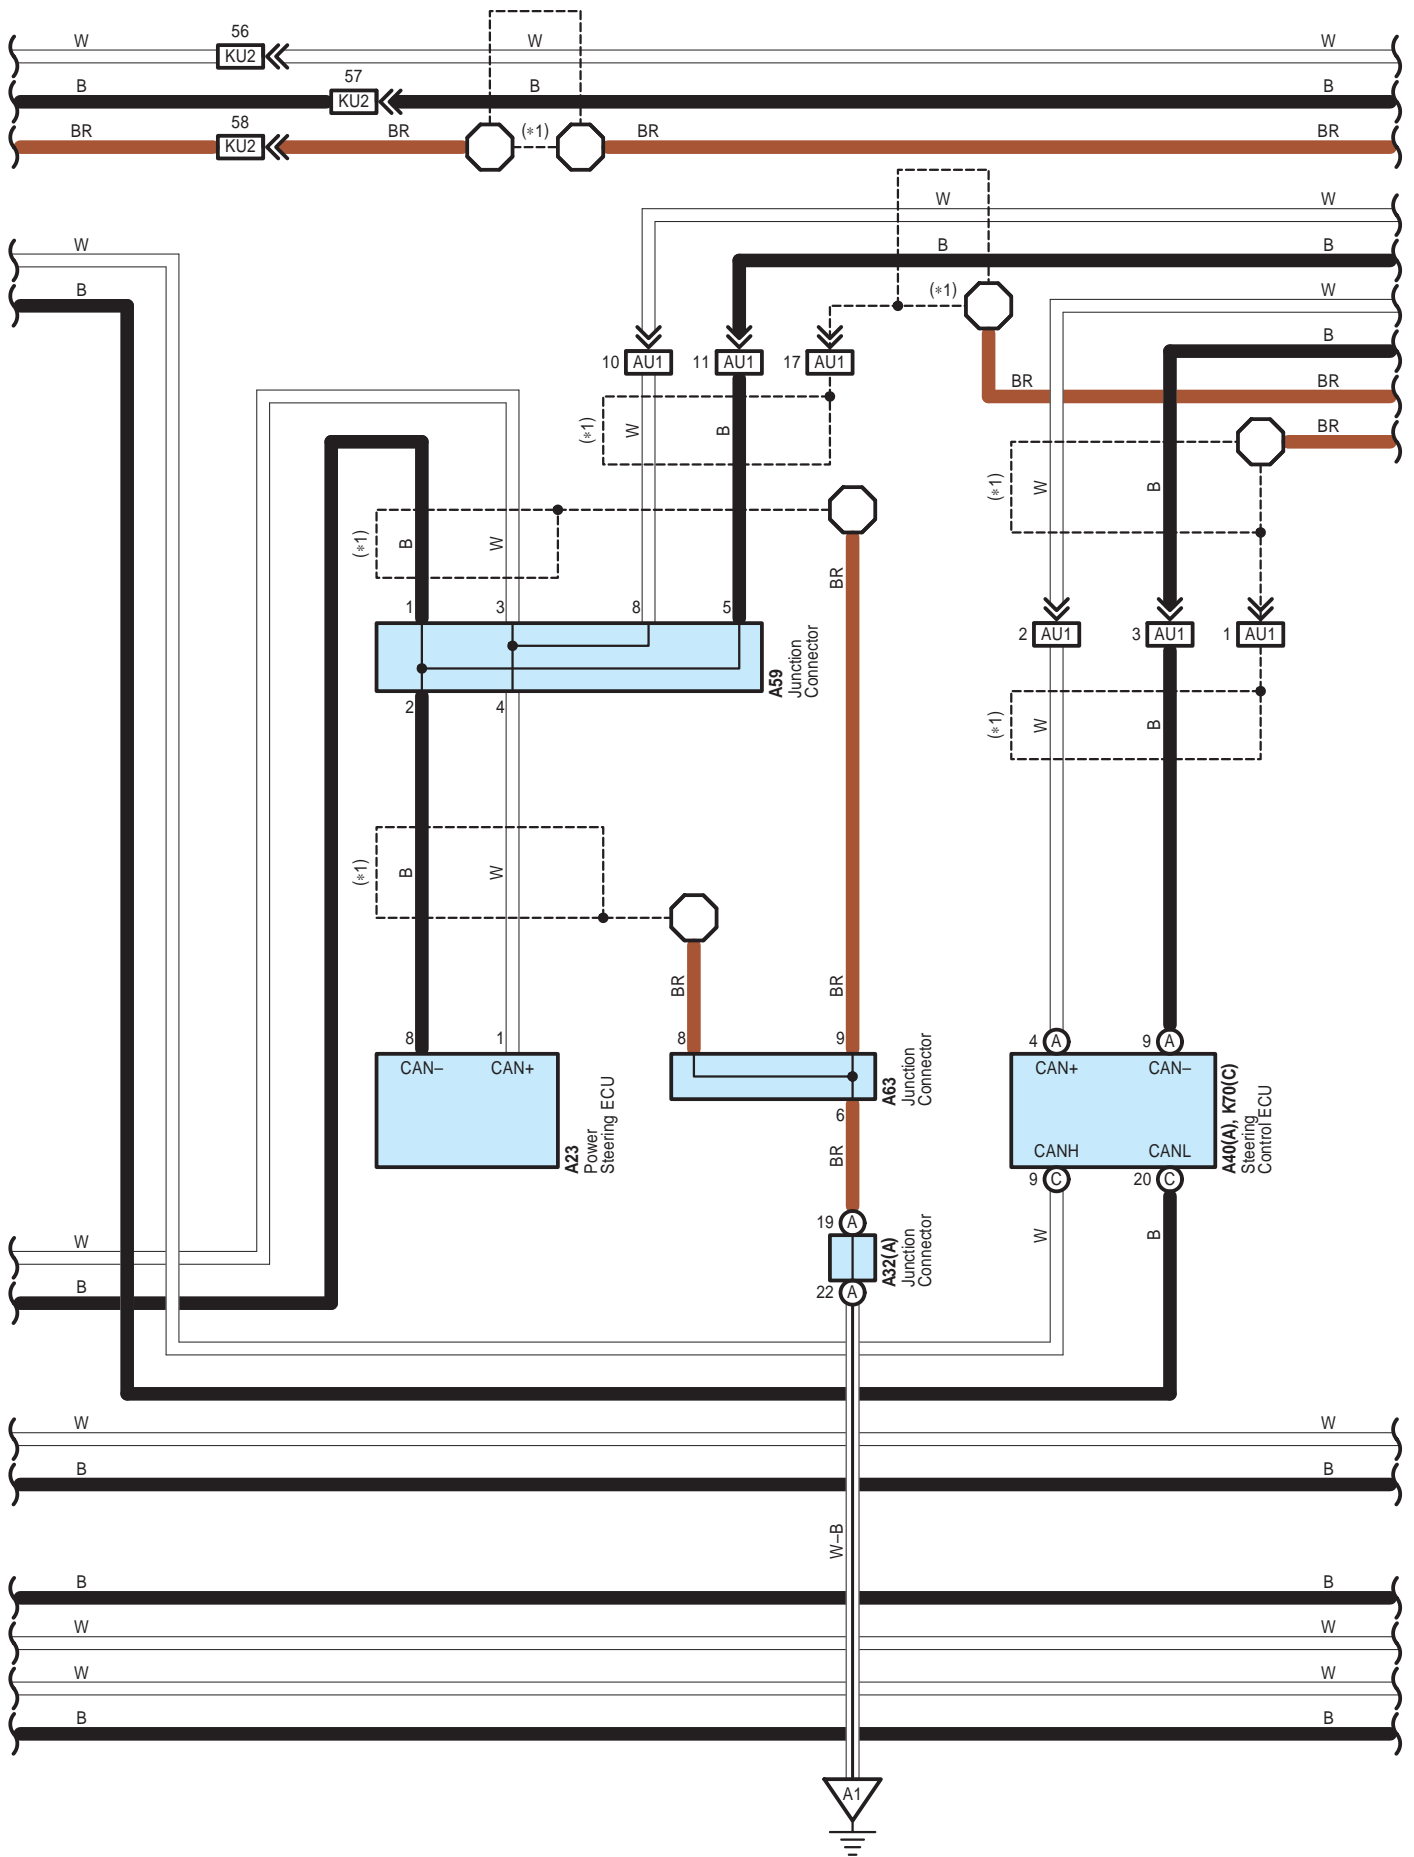 56
W
KU2
W
W
57
B
KU2
B
B
58
BR
KU2
BR
(*1)
BR
BR
W
W
W
B
B
B
(*1)
W
B
10
AU1
11
AU1
17
AU1
BR
BR
BR
(*1)
W
B
(*1)
W
B
(*1)
B
W
BR
1
3
8
5
2
AU1
3
AU1
1
AU1
A59
Junction
Connector
2
4
(*1)
W
B
(*1)
B
W
BR
BR
8
1
8
9
4
A
9
A
CAN–
CAN+
CAN+
CAN–
A23
Power
Steering ECU
A63
Junction
Connector
6
BR
CANH
CANL
A40(A), K70(C)
Steering
Control ECU
9
C
20
C
19
A
W
W
B
A32(A)
Junction
Connector
B
22
A
W
W
B
B
W–B
B
B
W
W
W
W
B
B
A1